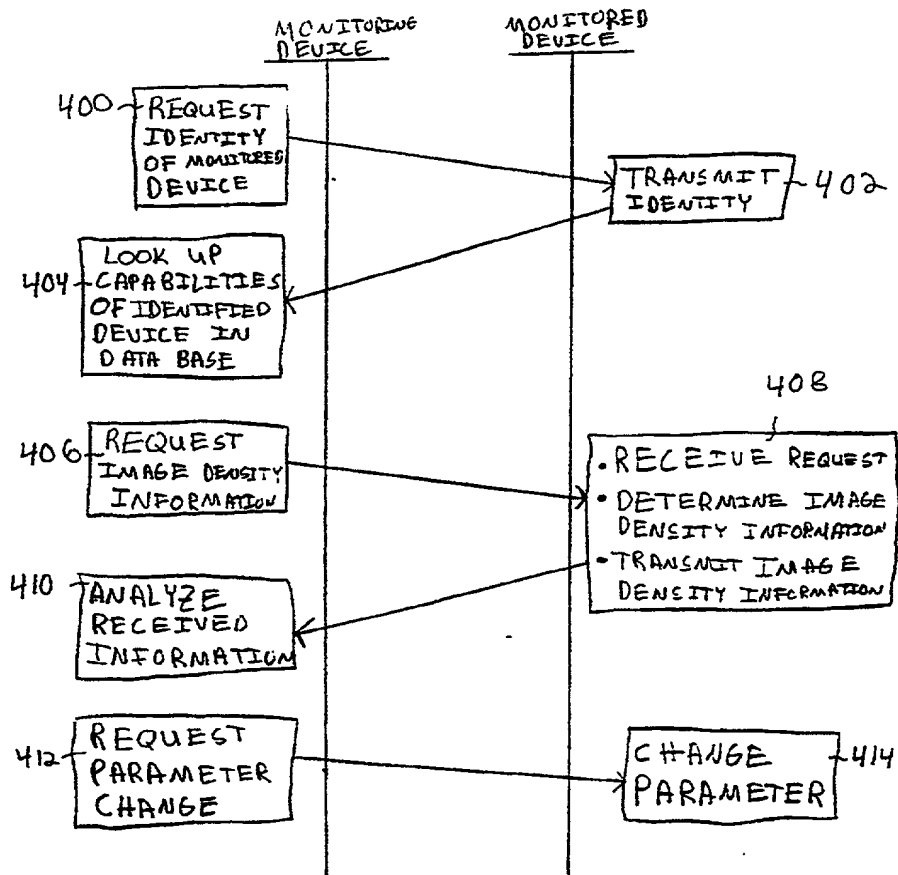 MONITORING
DEVICE
MONITORED
DEVICE
400
REQUEST
IDENTITY
OF MONITORED
DEVICE
TRANSMIT
IDENTITY
402
404
LOOK UP
CAPABILITIES
OF IDENTIFIED
DEVICE IN
DATA BASE
406
REQUEST
IMAGE DENSITY
INFORMATION
408
• RECEIVE REQUEST
• DETERMINE IMAGE
DENSITY INFORMATION
• TRANSMIT IMAGE
DENSITY INFORMATION
410
ANALYZE
RECEIVED
INFORMATION
412
REQUEST
PARAMETER
CHANGE
CHANGE
PARAMETER
414